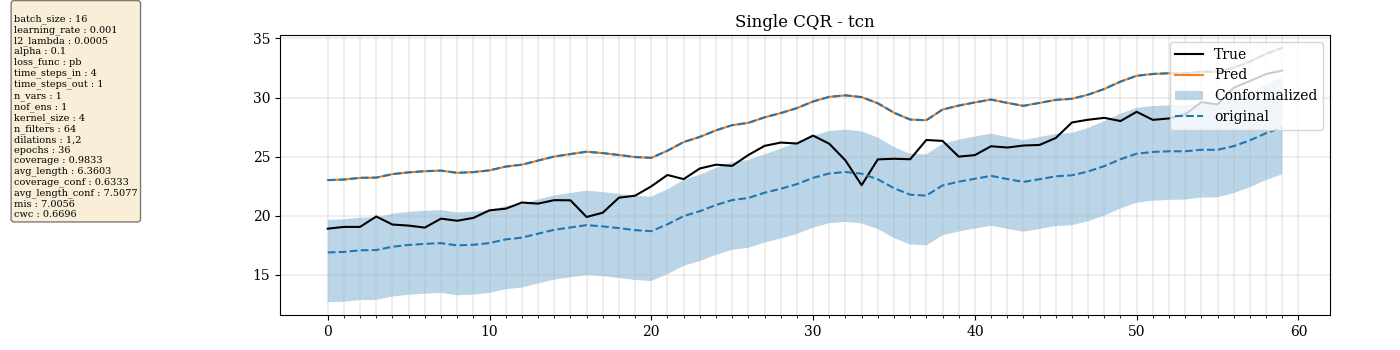 batch_size : 16
learning_rate : 0.001
l2_lambda : 0.0005
alpha : 0.1
loss_func : pb
time_steps_in : 4
time_steps_out : 1
n_vars : 1
nof_ens : 1
kernel_size : 4
n_filters : 64
dilations : 1,2
epochs : 36
coverage : 0.9833
avg_length : 6.3603
coverage_conf : 0.6333
avg_length_conf : 7.5077
mis : 7.0056
cwc : 0.6696
Single CQR - tcn
35
30
25
20
15
0 10 20 30 40 50 60
True
Pred
Conformalized
original